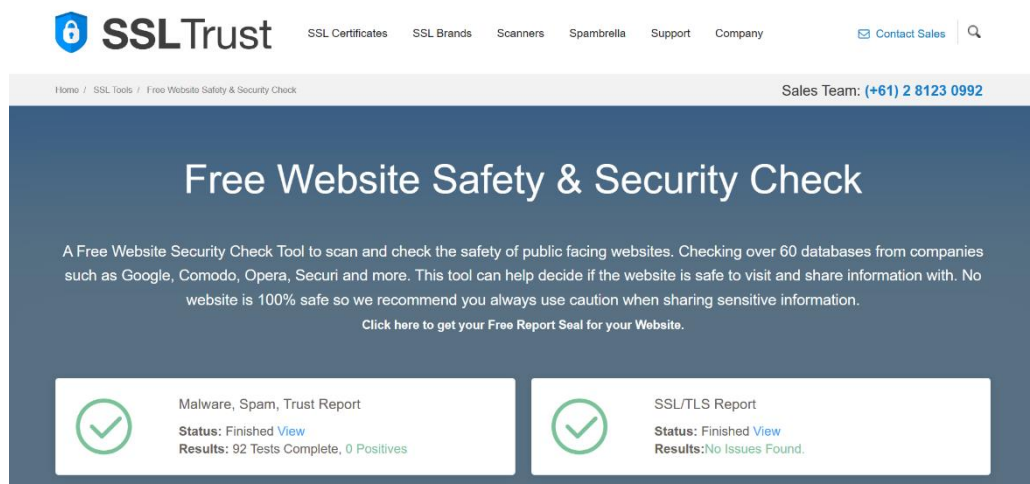 SSLTrust
SSL Certificates SSL Brands Scanners Spambrella Support Company Contact Sales
Home / SSL Tools / Free Website Safety & Security Check
Sales Team: (+61) 2 8123 0992
Free Website Safety & Security Check
A Free Website Security Check Tool to scan and check the safety of public facing websites. Checking over 60 databases from companies
such as Google, Comodo, Opera, Securi and more. This tool can help decide if the website is safe to visit and share information with. No
website is 100% safe so we recommend you always use caution when sharing sensitive information.
Click here to get your Free Report Seal for your Website.
Malware, Spam, Trust Report
Status: Finished View
Results: 92 Tests Complete, 0 Positives
SSL/TLS Report
Status: Finished View
Results:No Issues Found.